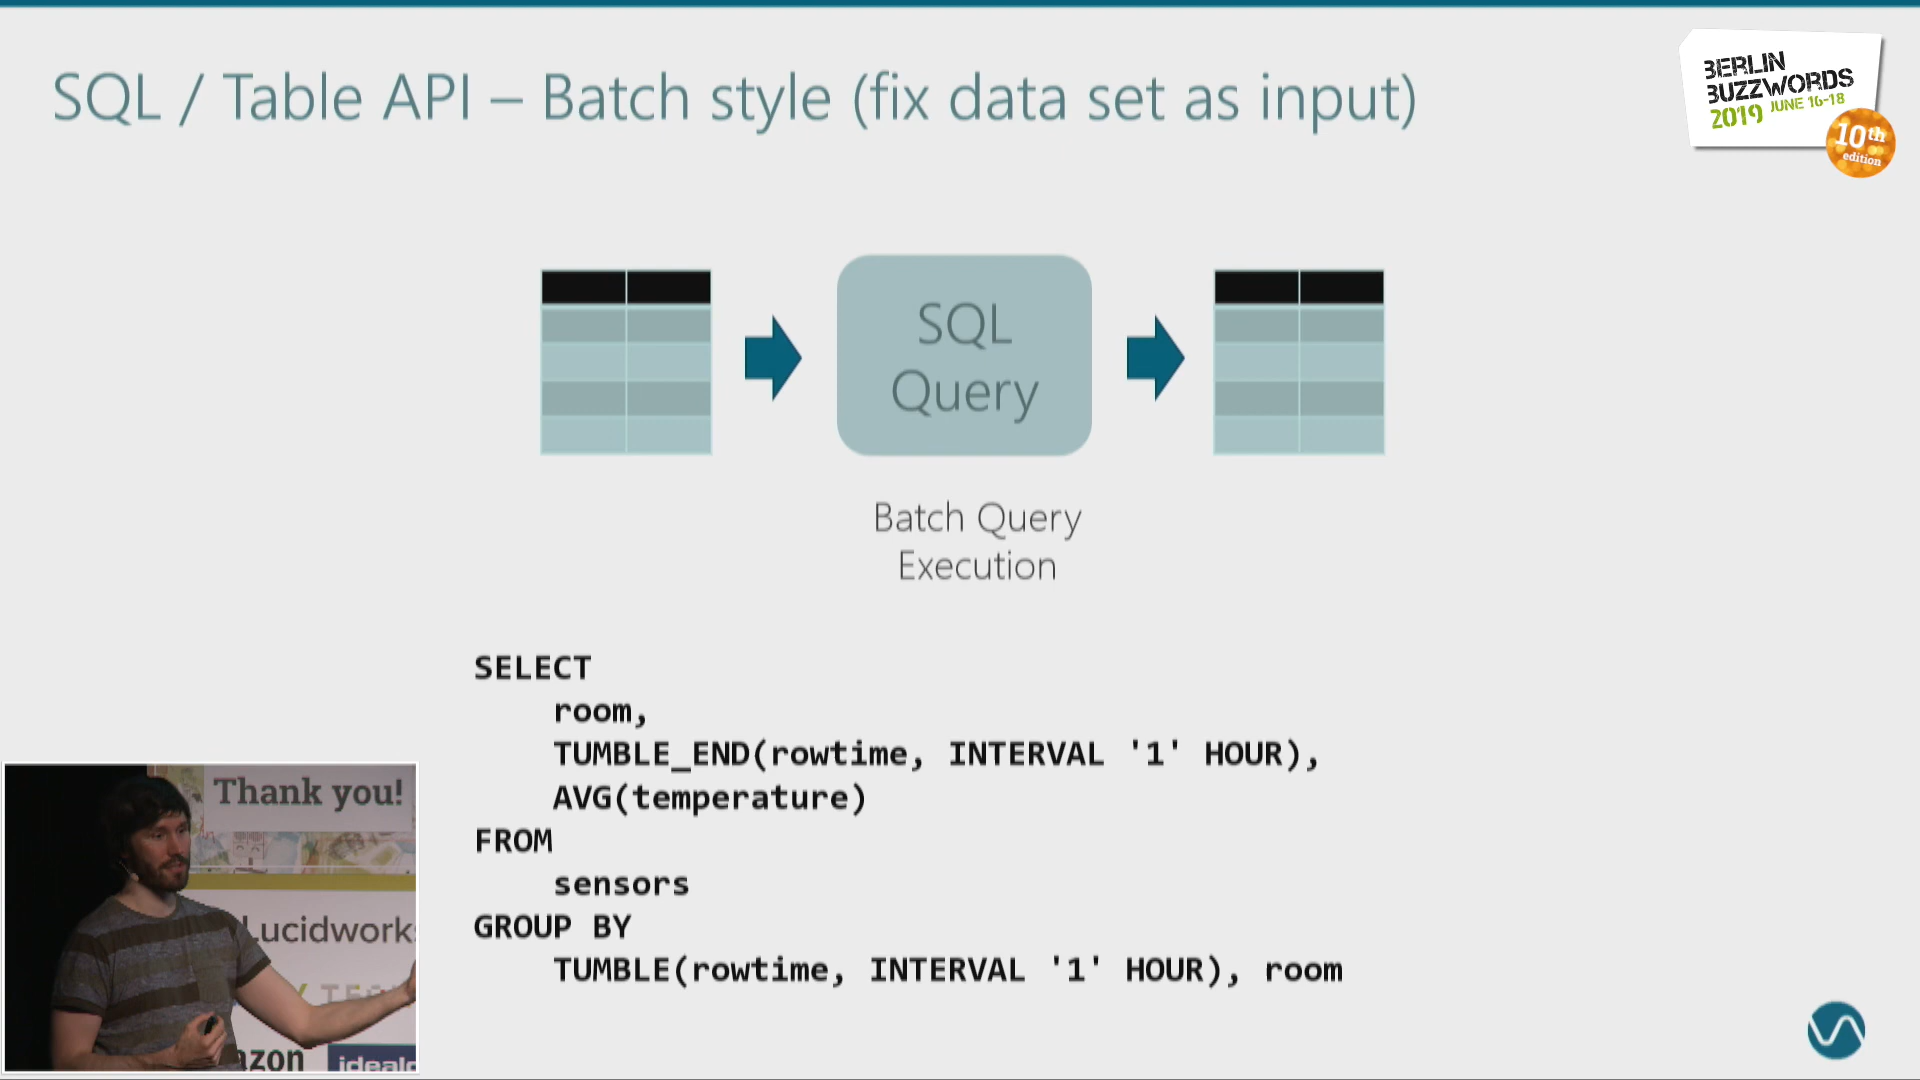 SQL / Table API – Batch style (fix data set as input)
BERLIN
BUZZWORDS
2019 JUNE 16-18
10th
edition
SQL
Query
Batch Query
Execution
SELECT
room,
TUMBLE_END(rowtime, INTERVAL '1' HOUR),
AVG(temperature)
FROM
sensors
GROUP BY
TUMBLE(rowtime, INTERVAL '1' HOUR), room
Thank you!
Lucidworks
azon
idealo